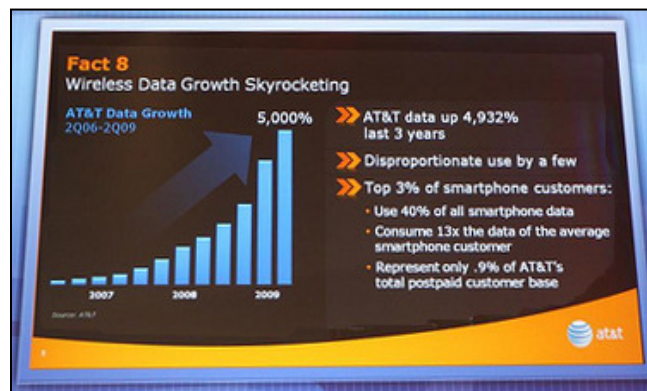 Fact 8
Wireless Data Growth Skyrocketing
AT&T Data Growth
2Q06-2Q09
5,000%
2007
2008
2009
Source: AT&T
AT&T data up 4,932%
last 3 years
Disproportionate use by a few
Top 3% of smartphone customers:
• Use 40% of all smartphone data
• Consume 13x the data of the average
smartphone customer
• Represent only .9% of AT&T's
total postpaid customer base
8
at&t